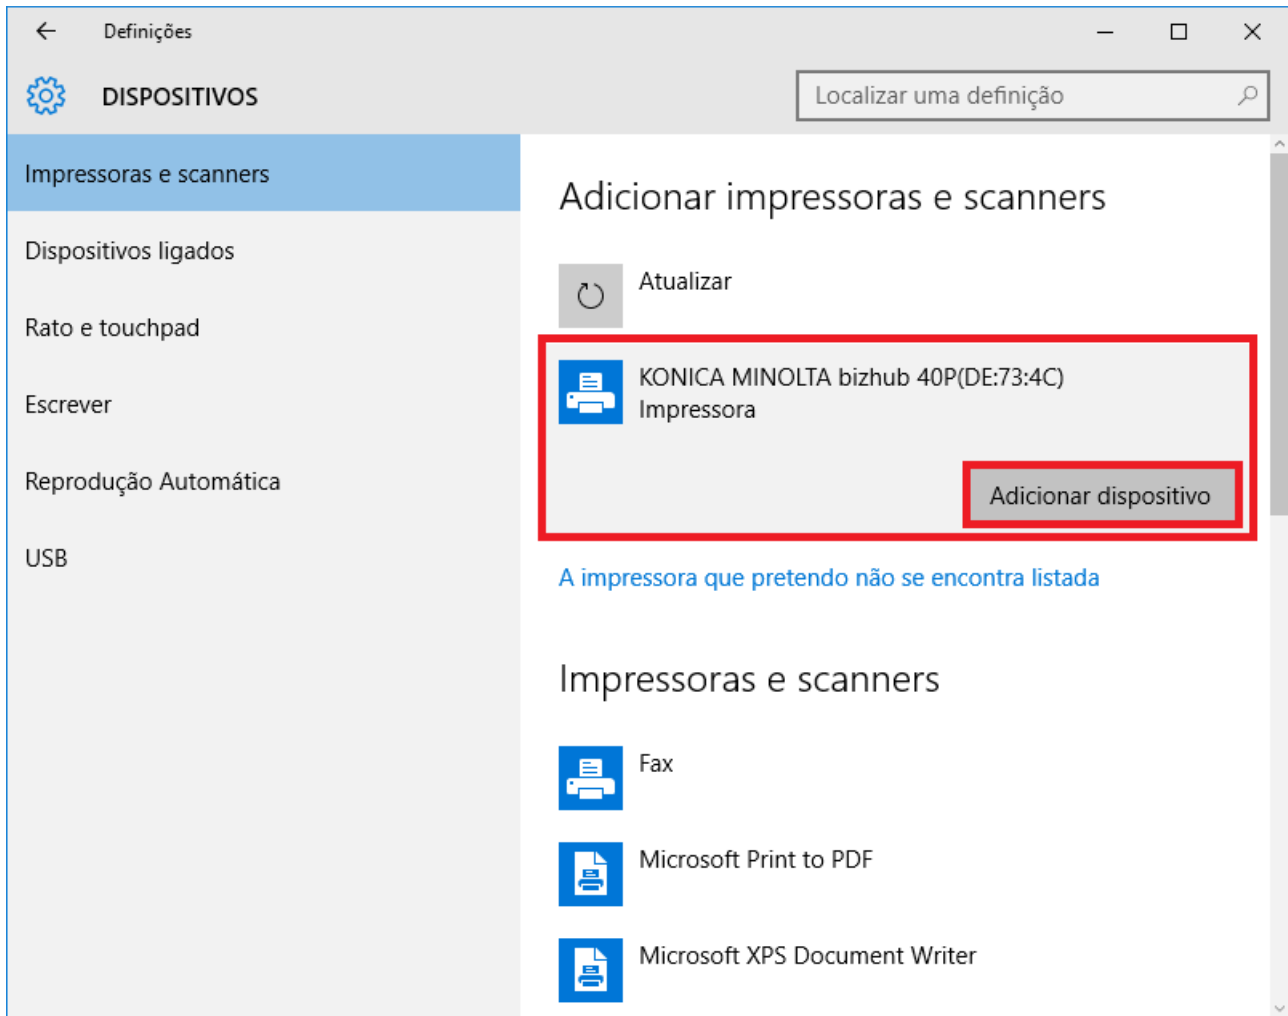 Definições
DISPOSITIVOS
Localizar uma definição
Impressoras e scanners
Dispositivos ligados
Rato e touchpad
Escrever
Reprodução Automática
USB
Adicionar impressoras e scanners
Atualizar
KONICA MINOLTA bizhub 40P(DE:73:4C)
Impressora
Adicionar dispositivo
A impressora que pretendo não se encontra listada
Impressoras e scanners
Fax
Microsoft Print to PDF
Microsoft XPS Document Writer